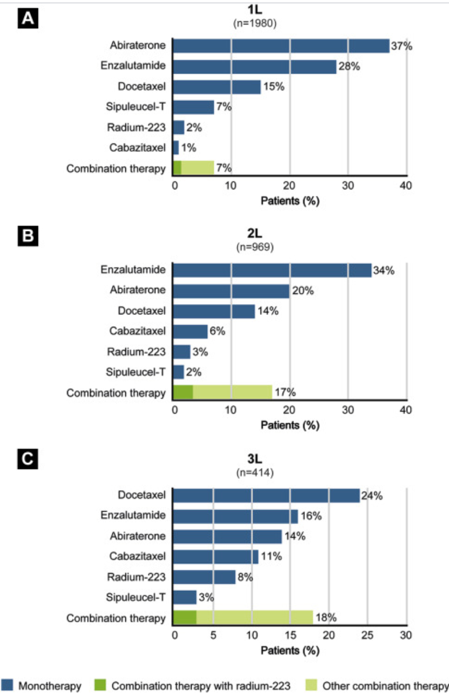 A
1L
(n=1980)
Abiraterone 37%
Enzalutamide 28%
Docetaxel 15%
Sipuleucel-T 7%
Radium-223 2%
Cabazitaxel 1%
Combination therapy 7%
0 10 20 30 40
Patients (%)
B
2L
(n=969)
Enzalutamide 34%
Abiraterone 20%
Docetaxel 14%
Cabazitaxel 6%
Radium-223 3%
Sipuleucel-T 2%
Combination therapy 17%
0 10 20 30 40
Patients (%)
C
3L
(n=414)
Docetaxel 24%
Enzalutamide 16%
Abiraterone 14%
Cabazitaxel 11%
Radium-223 8%
Sipuleucel-T 3%
Combination therapy 18%
0 5 10 15 20 25 30
Patients (%)
Monotherapy Combination therapy with radium-223 Other combination therapy